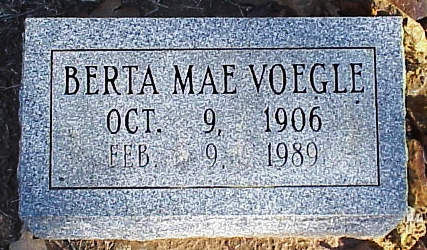 BERTA MAE VOEGLE
OCT. 9, 1906
FEB. 9, 1989